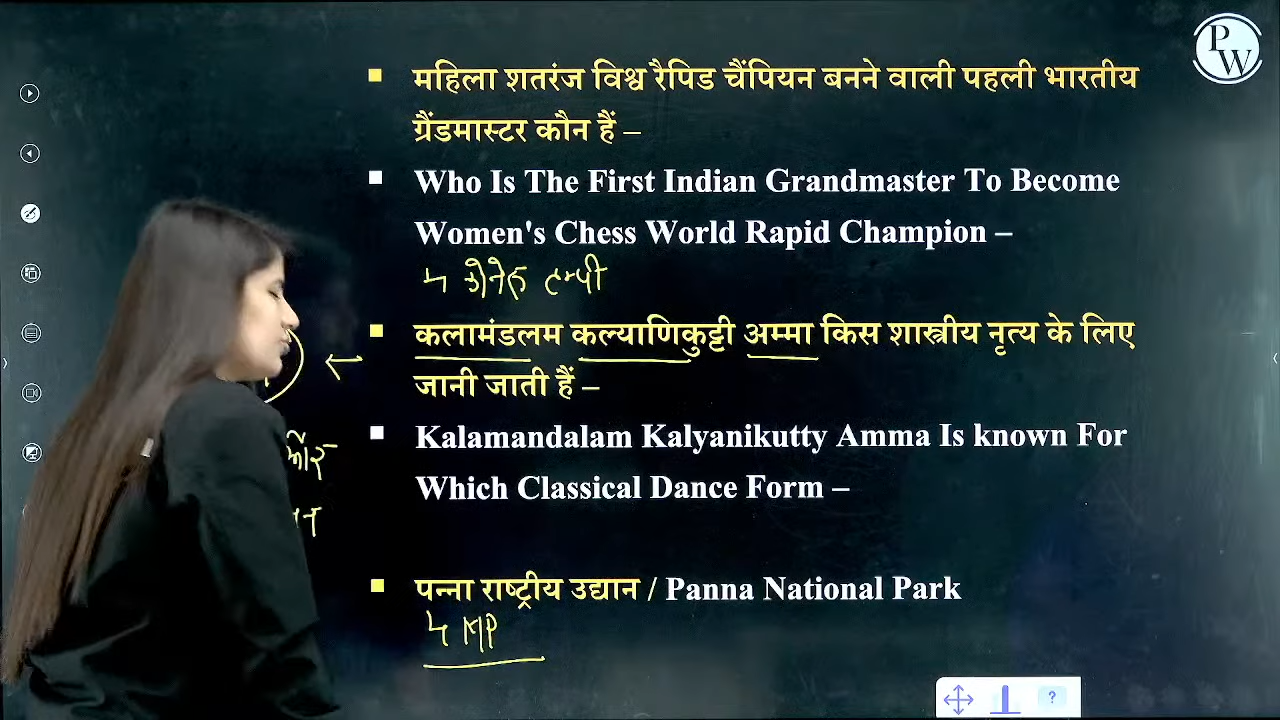 PW
महिला शतरंज विश्व रैपिड चैंपियन बनने वाली पहली भारतीय
ग्रैंडमास्टर कौन हैं –
Who Is The First Indian Grandmaster To Become
Women's Chess World Rapid Champion –
कलामंडलम कल्याणिकुट्टी अम्मा किस शास्त्रीय नृत्य के लिए
जानी जाती हैं –
Kalamandalam Kalyanikutty Amma Is known For
Which Classical Dance Form –
पन्ना राष्ट्रीय उद्यान / Panna National Park
MP